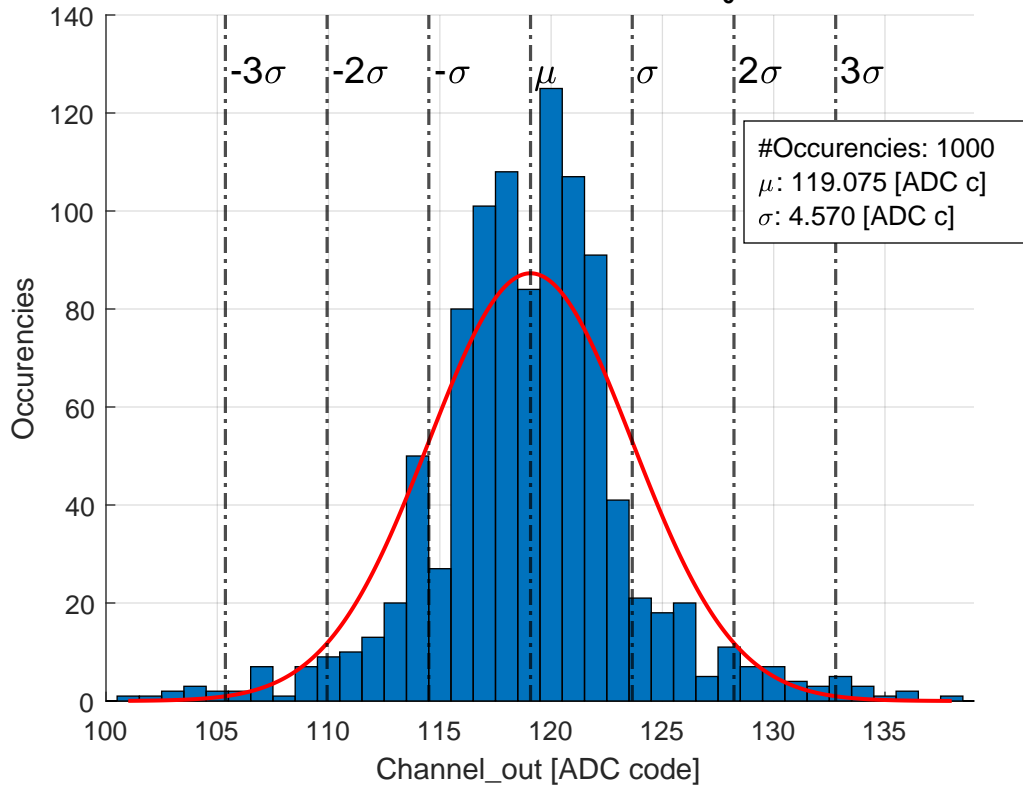 140
120
100
80
60
40
20
0
-3σ
-2σ
-σ
μ
σ
2σ
3σ
#Occurencies: 1000
μ: 119.075 [ADC c]
σ: 4.570 [ADC c]
Occurencies
100
105
110
115
120
125
130
135
Channel_out [ADC code]